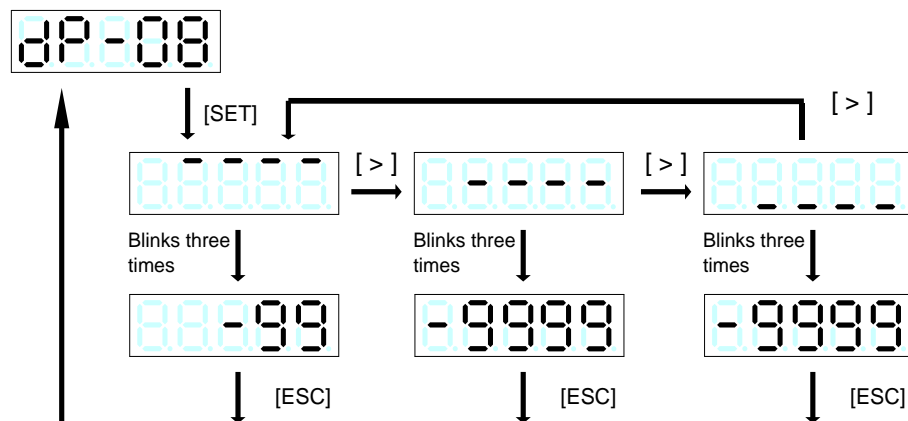 dP-08
[SET]
[ > ]
- - - -
[ > ]
- - - -
[ > ]
- - - -
Blinks three
times
Blinks three
times
Blinks three
times
-99
-9999
-9999
[ESC]
[ESC]
[ESC]